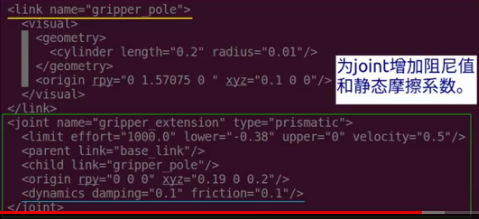 <link name="gripper_pole">
<visual>
<geometry>
<cylinder length="0.2" radius="0.01"/>
</geometry>
<origin rpy="0 1.57075 0 " xyz="0.1 0 0"/>
</visual>
</link>
为joint增加阻尼值
和静态摩擦系数。
<joint name="gripper_extension" type="prismatic">
<limit effort="1000.0" lower="-0.38" upper="0" velocity="0.5"/>
<parent link="base_link"/>
<child link="gripper_pole"/>
<origin rpy="0 0 0" xyz="0.19 0 0.2"/>
<dynamics damping="0.1" friction="0.1"/>
</joint>